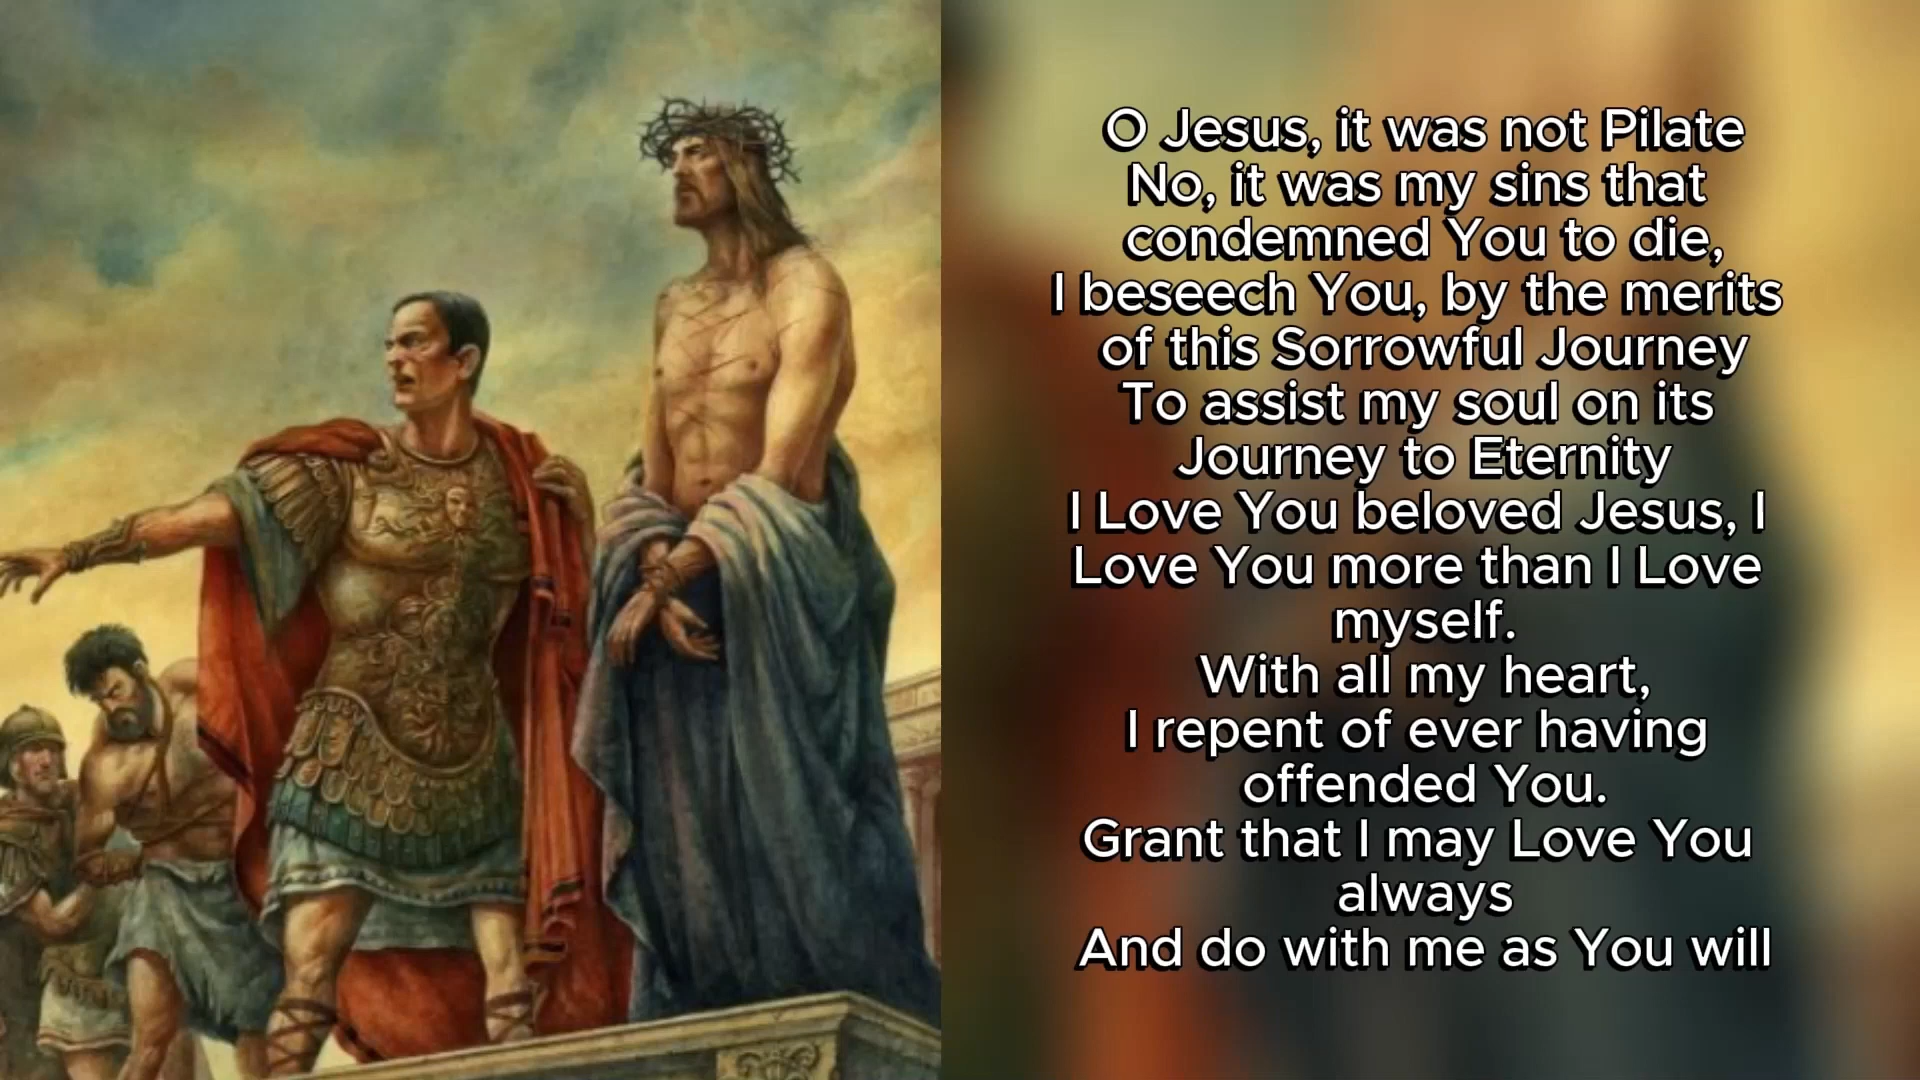 O Jesus, it was not Pilate
No, it was my sins that
condemned You to die,
I beseech You, by the merits
of this Sorrowful Journey
To assist my soul on its
Journey to Eternity
I Love You beloved Jesus, I
Love You more than I Love
myself.
With all my heart,
I repent of ever having
offended You.
Grant that I may Love You
always
And do with me as You will